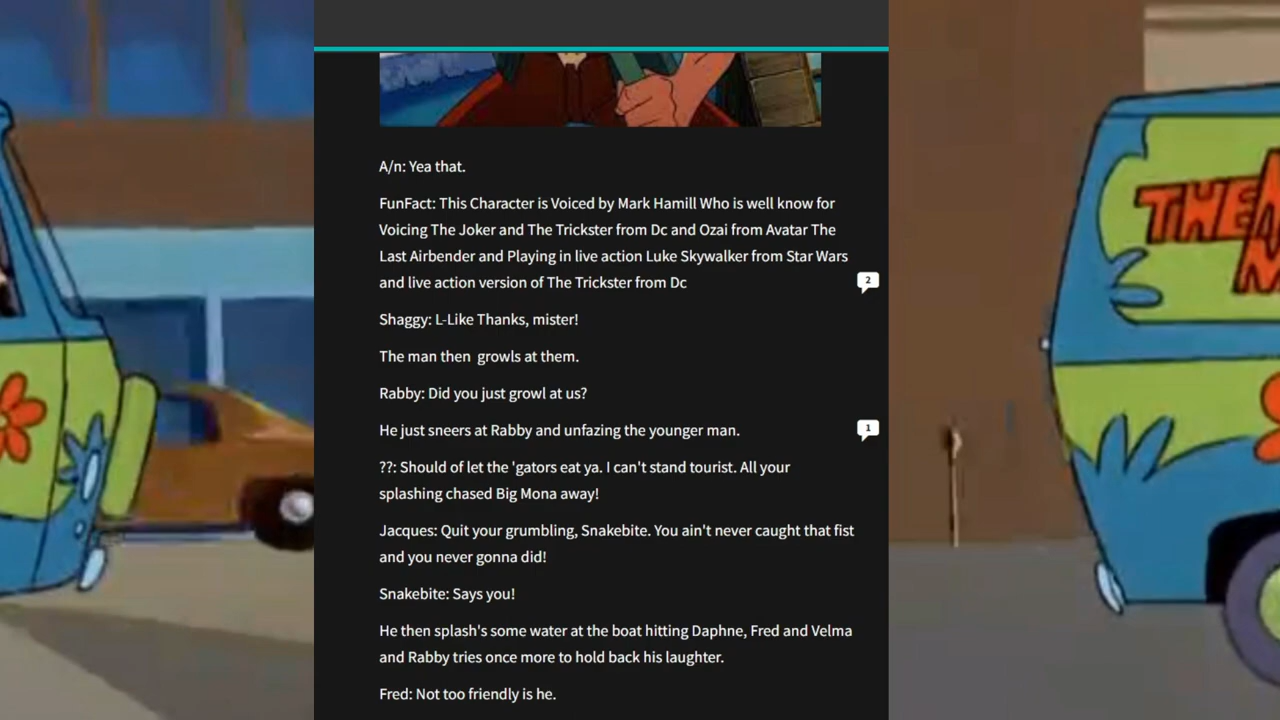 A/n: Yea that.
FunFact: This Character is Voiced by Mark Hamill Who is well know for
Voicing The Joker and The Trickster from Dc and Ozai from Avatar The
Last Airbender and Playing in live action Luke Skywalker from Star Wars
and live action version of The Trickster from Dc
2
Shaggy: L-Like Thanks, mister!
The man then  growls at them.
Rabby: Did you just growl at us?
He just sneers at Rabby and unfazing the younger man.
1
??: Should of let the 'gators eat ya. I can't stand tourist. All your
splashing chased Big Mona away!
Jacques: Quit your grumbling, Snakebite. You ain't never caught that fist
and you never gonna did!
Snakebite: Says you!
He then splash's some water at the boat hitting Daphne, Fred and Velma
and Rabby tries once more to hold back his laughter.
Fred: Not too friendly is he.
THE